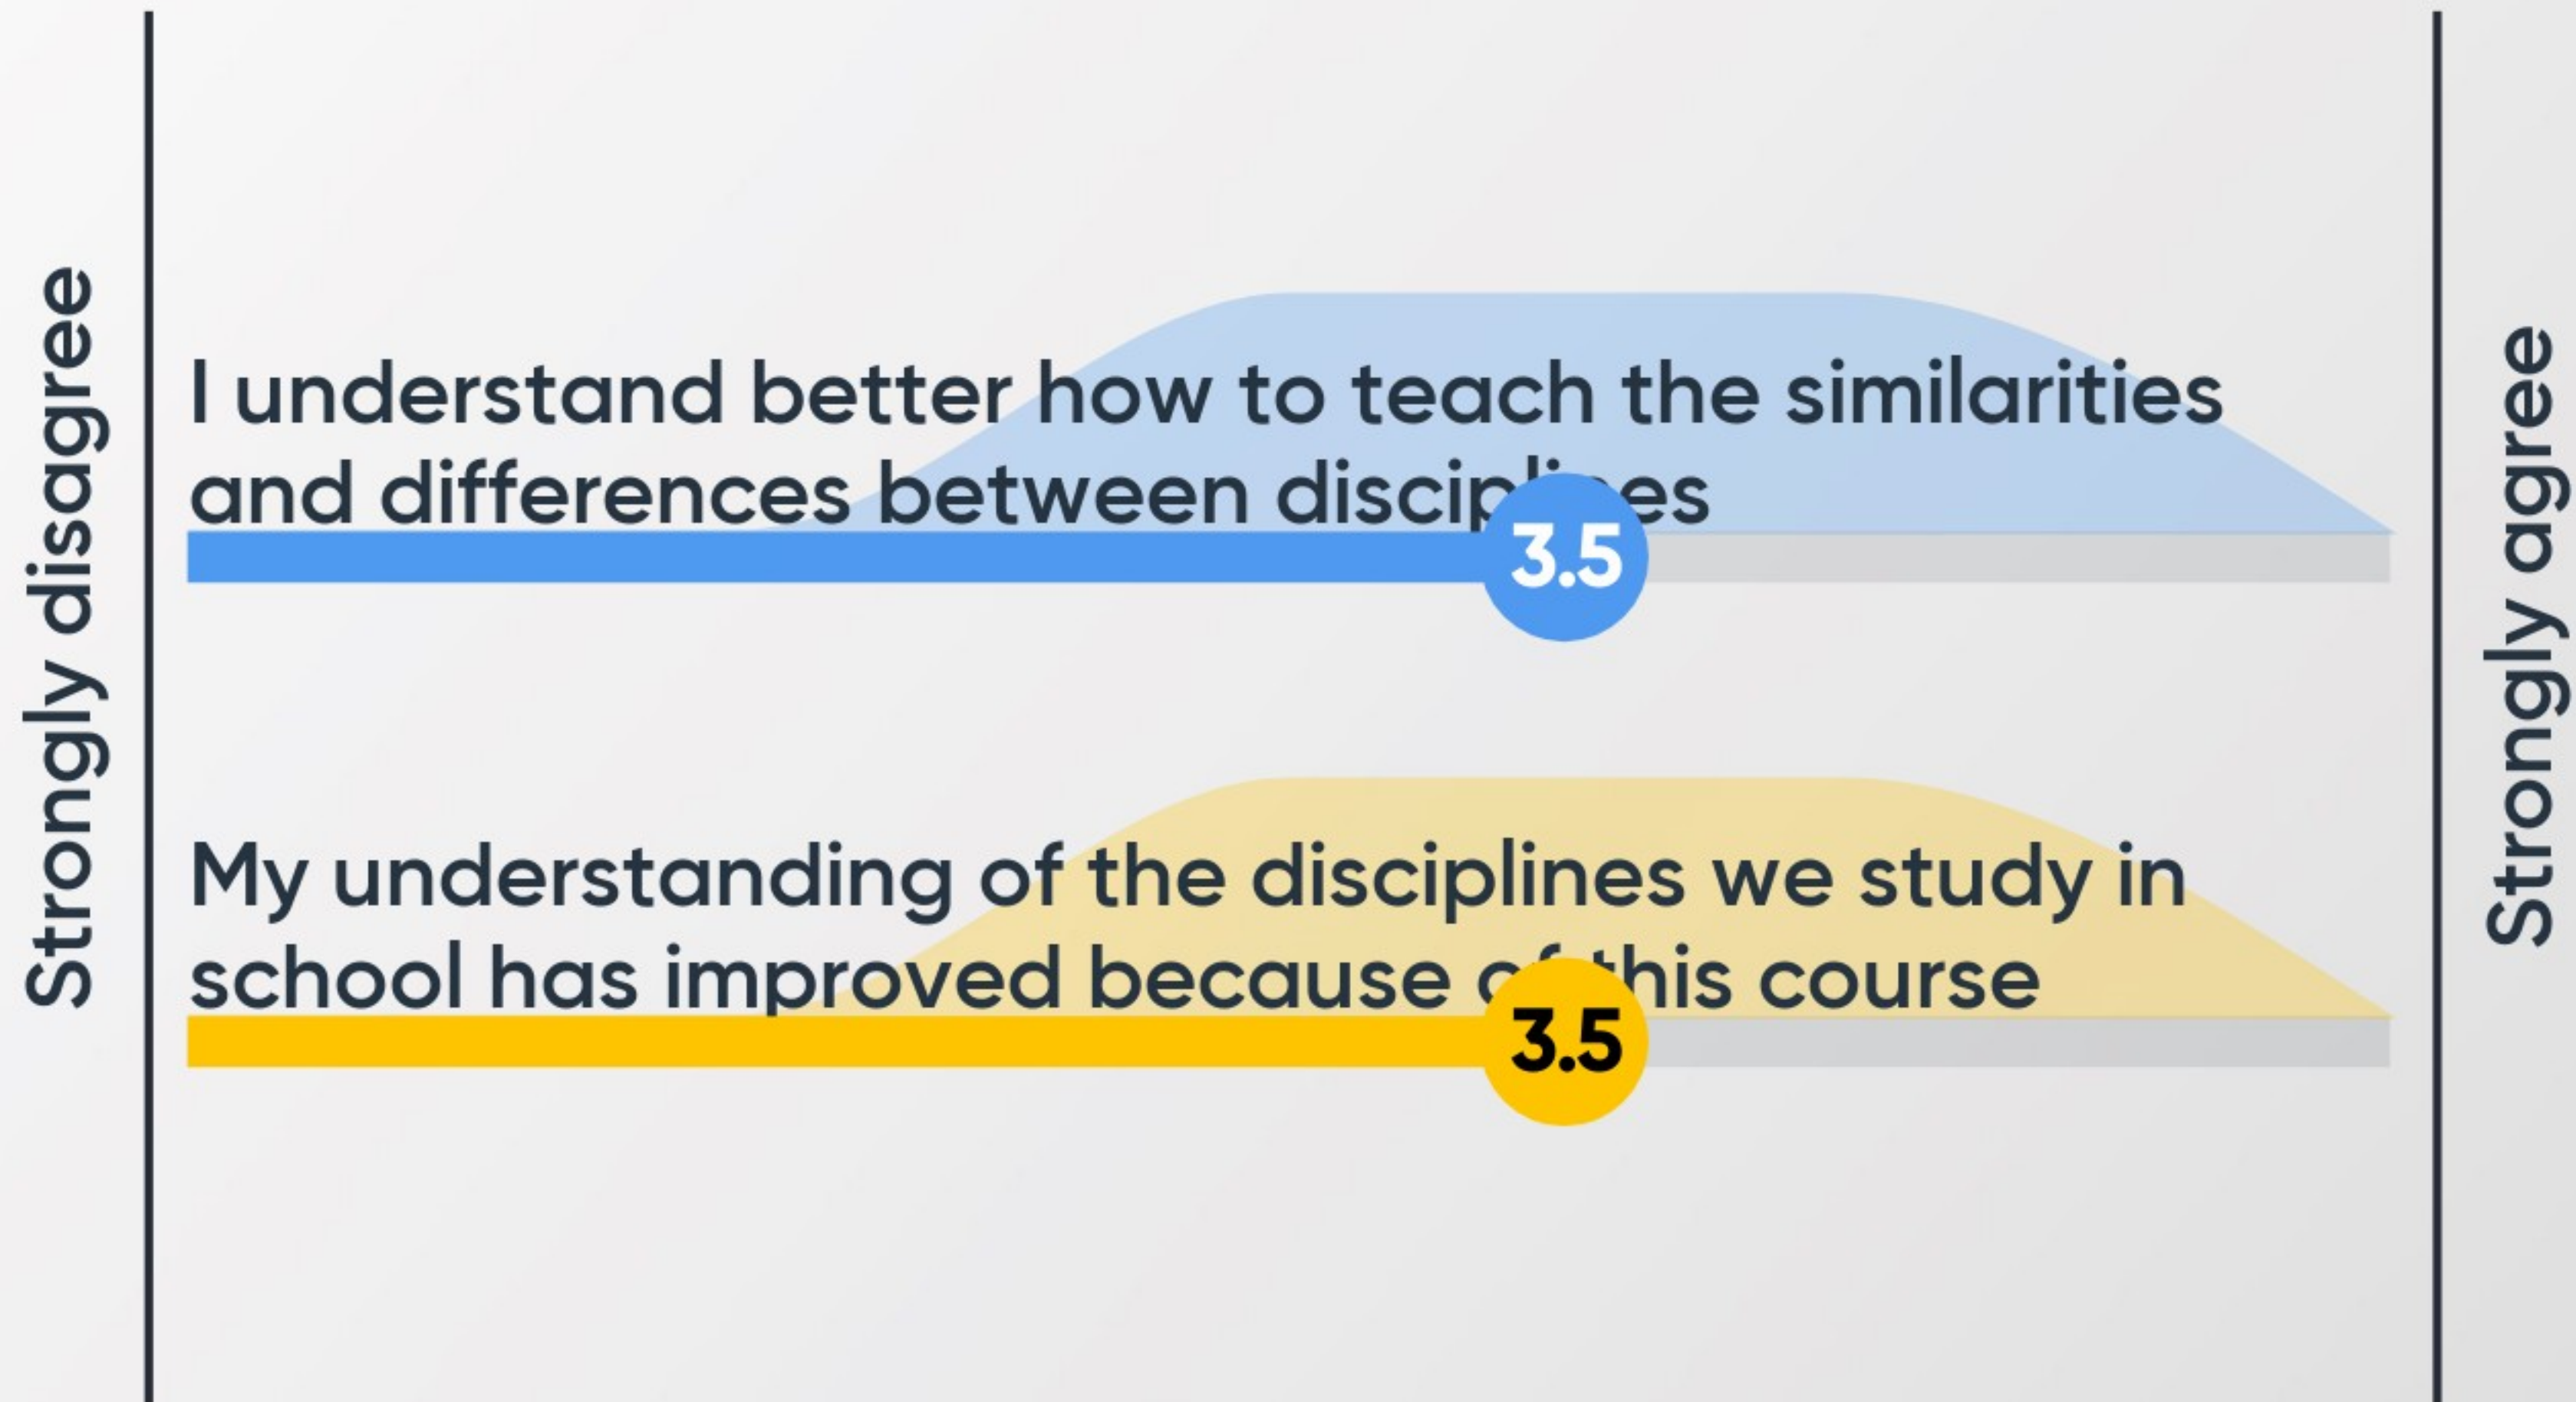 Strongly disagree
I understand better how to teach the similarities
and differences between disciplines
3.5
My understanding of the disciplines we study in
school has improved because of this course
3.5
Strongly agree